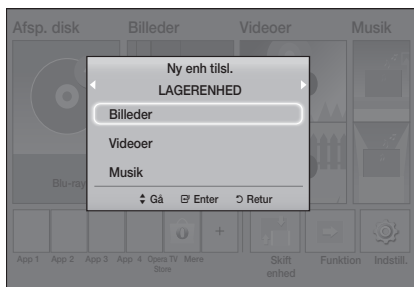 Afsp. disk Billeder Videoer Musik
Ny enh tilsl.
LAGERENHED
Billeder
Videoer
Musik
Gå Enter Retur
Blu-ray
App 1 App 2 App 3 App 4 Opera TV Store Mere Skift enhed Funktion Indstill.